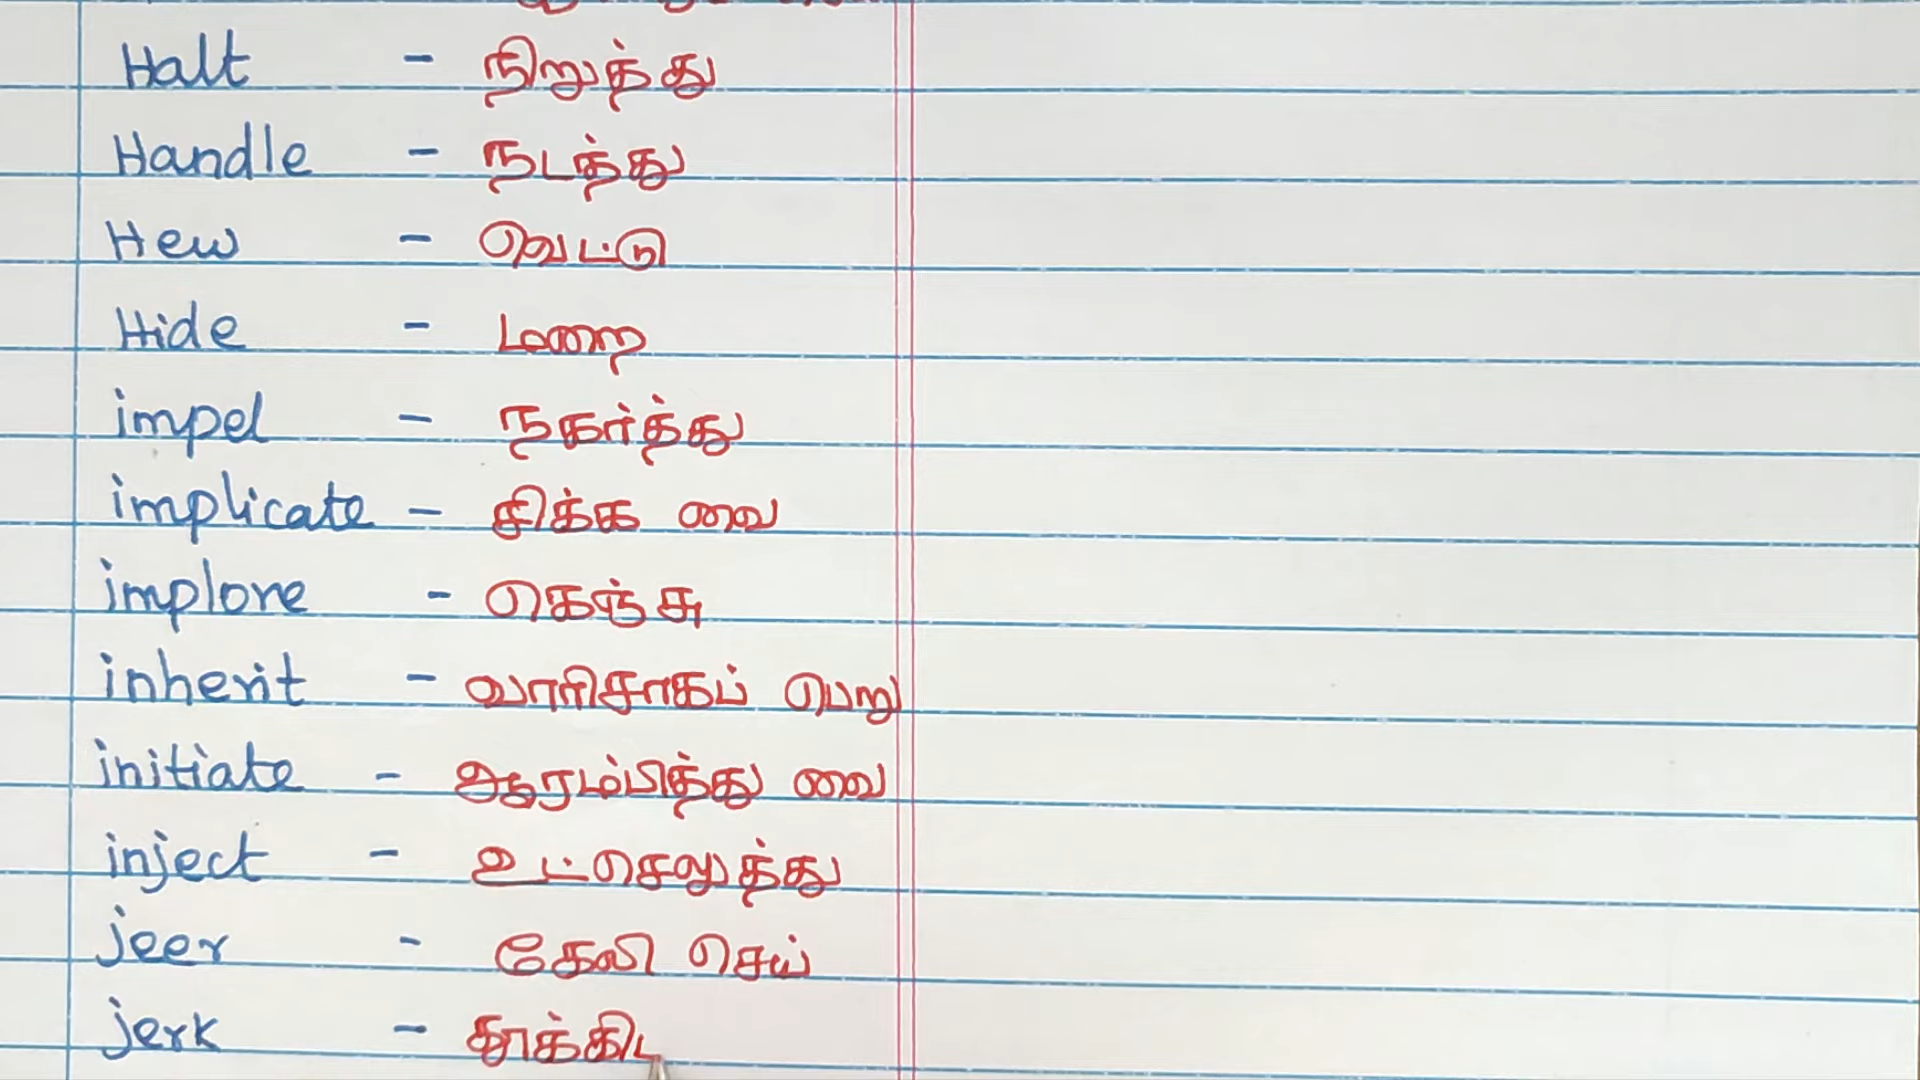 Halt - நிறுத்து
Handle - நடத்து
Hew - வெட்டு
Hide - மறை
impel - நகர்த்து
implicate - சிக்க வை
implore - கெஞ்சு
inherit - வாரிசாகப் பெறு
initiate - ஆரம்பித்து வை
inject - உட்செலுத்து
jeer - கேலி செய்
jerk -